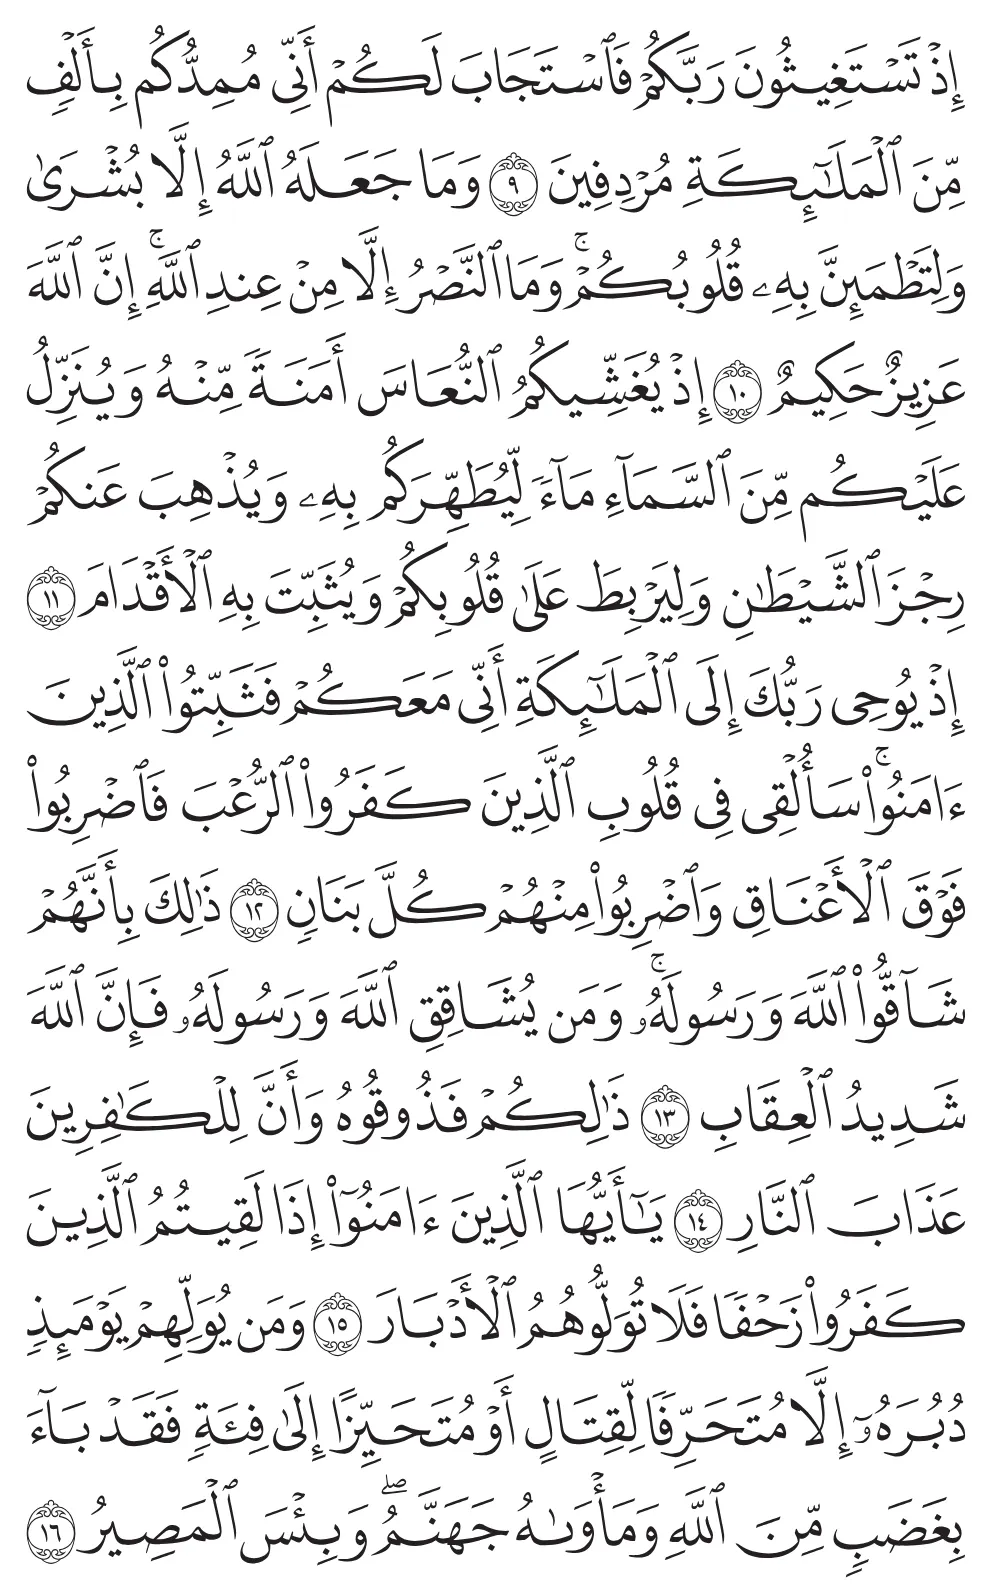 إِذۡ تَسۡتَغِيثُونَ رَبَّكُمۡ فَٱسۡتَجَابَ لَكُمۡ أَنِّي مُمِدُّكُم بِأَلۡفٖ
مِّنَ ٱلۡمَلَٰٓئِكَةِ مُرۡدِفِينَ ٩ وَمَا جَعَلَهُ ٱللَّهُ إِلَّا بُشۡرَىٰ
وَلِتَطۡمَئِنَّ بِهِۦ قُلُوبُكُمۡۚ وَمَا ٱلنَّصۡرُ إِلَّا مِنۡ عِندِ ٱللَّهِۚ إِنَّ ٱللَّهَ
عَزِيزٌ حَكِيمٌ ١٠ إِذۡ يُغَشِّيكُمُ ٱلنُّعَاسَ أَمَنَةٗ مِّنۡهُ وَيُنَزِّلُ
عَلَيۡكُم مِّنَ ٱلسَّمَآءِ مَآءٗ لِّيُطَهِّرَكُم بِهِۦ وَيُذۡهِبَ عَنكُمۡ
رِجۡزَ ٱلشَّيۡطَٰنِ وَلِيَرۡبِطَ عَلَىٰ قُلُوبِكُمۡ وَيُثَبِّتَ بِهِ ٱلۡأَقۡدَامَ ١١
إِذۡ يُوحِي رَبُّكَ إِلَى ٱلۡمَلَٰٓئِكَةِ أَنِّي مَعَكُمۡ فَثَبِّتُواْ ٱلَّذِينَ
ءَامَنُواْۚ سَأُلۡقِي فِي قُلُوبِ ٱلَّذِينَ كَفَرُواْ ٱلرُّعۡبَ فَٱضۡرِبُواْ
فَوۡقَ ٱلۡأَعۡنَاقِ وَٱضۡرِبُواْ مِنۡهُمۡ كُلَّ بَنَانٖ ١٢ ذَٰلِكَ بِأَنَّهُمۡ
شَآقُّواْ ٱللَّهَ وَرَسُولَهُۥۚ وَمَن يُشَاقِقِ ٱللَّهَ وَرَسُولَهُۥ فَإِنَّ ٱللَّهَ
شَدِيدُ ٱلۡعِقَابِ ١٣ ذَٰلِكُمۡ فَذُوقُوهُ وَأَنَّ لِلۡكَٰفِرِينَ
عَذَابَ ٱلنَّارِ ١٤ يَٰٓأَيُّهَا ٱلَّذِينَ ءَامَنُوٓاْ إِذَا لَقِيتُمُ ٱلَّذِينَ
كَفَرُواْ زَحۡفٗا فَلَا تُوَلُّوهُمُ ٱلۡأَدۡبَارَ ١٥ وَمَن يُوَلِّهِمۡ يَوۡمَئِذٖ
دُبُرَهُۥٓ إِلَّا مُتَحَرِّفٗا لِّقِتَالٍ أَوۡ مُتَحَيِّزًا إِلَىٰ فِئَةٖ فَقَدۡ بَآءَ
بِغَضَبٖ مِّنَ ٱللَّهِ وَمَأۡوَىٰهُ جَهَنَّمُۖ وَبِئۡسَ ٱلۡمَصِيرُ ١٦